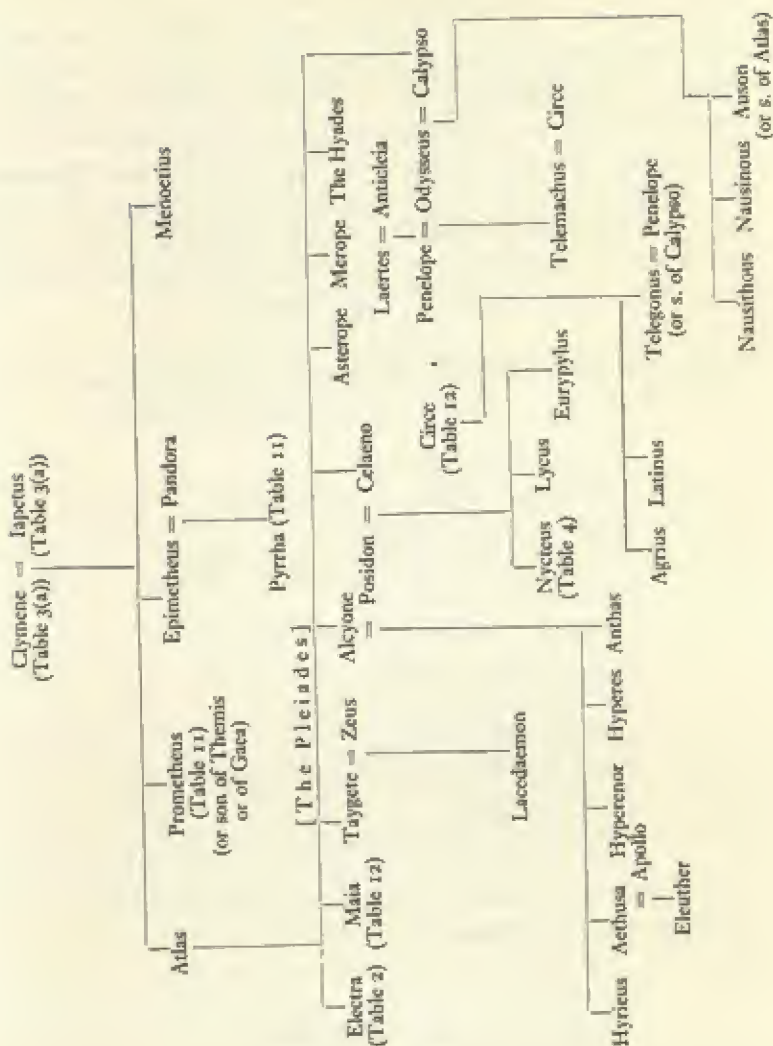 Clymene = Iapetus
(Table 3(a)) (Table 3(a))
Atlas
Prometheus
(Table 11)
(or son of Themis
or of Gaea)
Epimetheus = Pandora
Menoetius
Pyrrha (Table 11)
[The Pleiades]
Electra
(Table 2)
Maia
(Table 12)
Taygete = Zeus
Alcyone
= Posidon = Celaeno
Asterope Merope The Hyades
Laertes = Anticleia
Penelope = Odysseus = Calypso
Lacedaemon
Circe
(Table 12)
Telemachus = Circe
Nycteus
(Table 4)
Lycus
Eurypylus
Hyrieus
Aethusa
= Apollo
Hyperenor
Hyperes
Anthas
Eleuther
Agrius
Latinus
Telegonus = Penelope
(or s. of Calypso)
Nausithous
Nausinous
Auson
(or s. of Atlas)